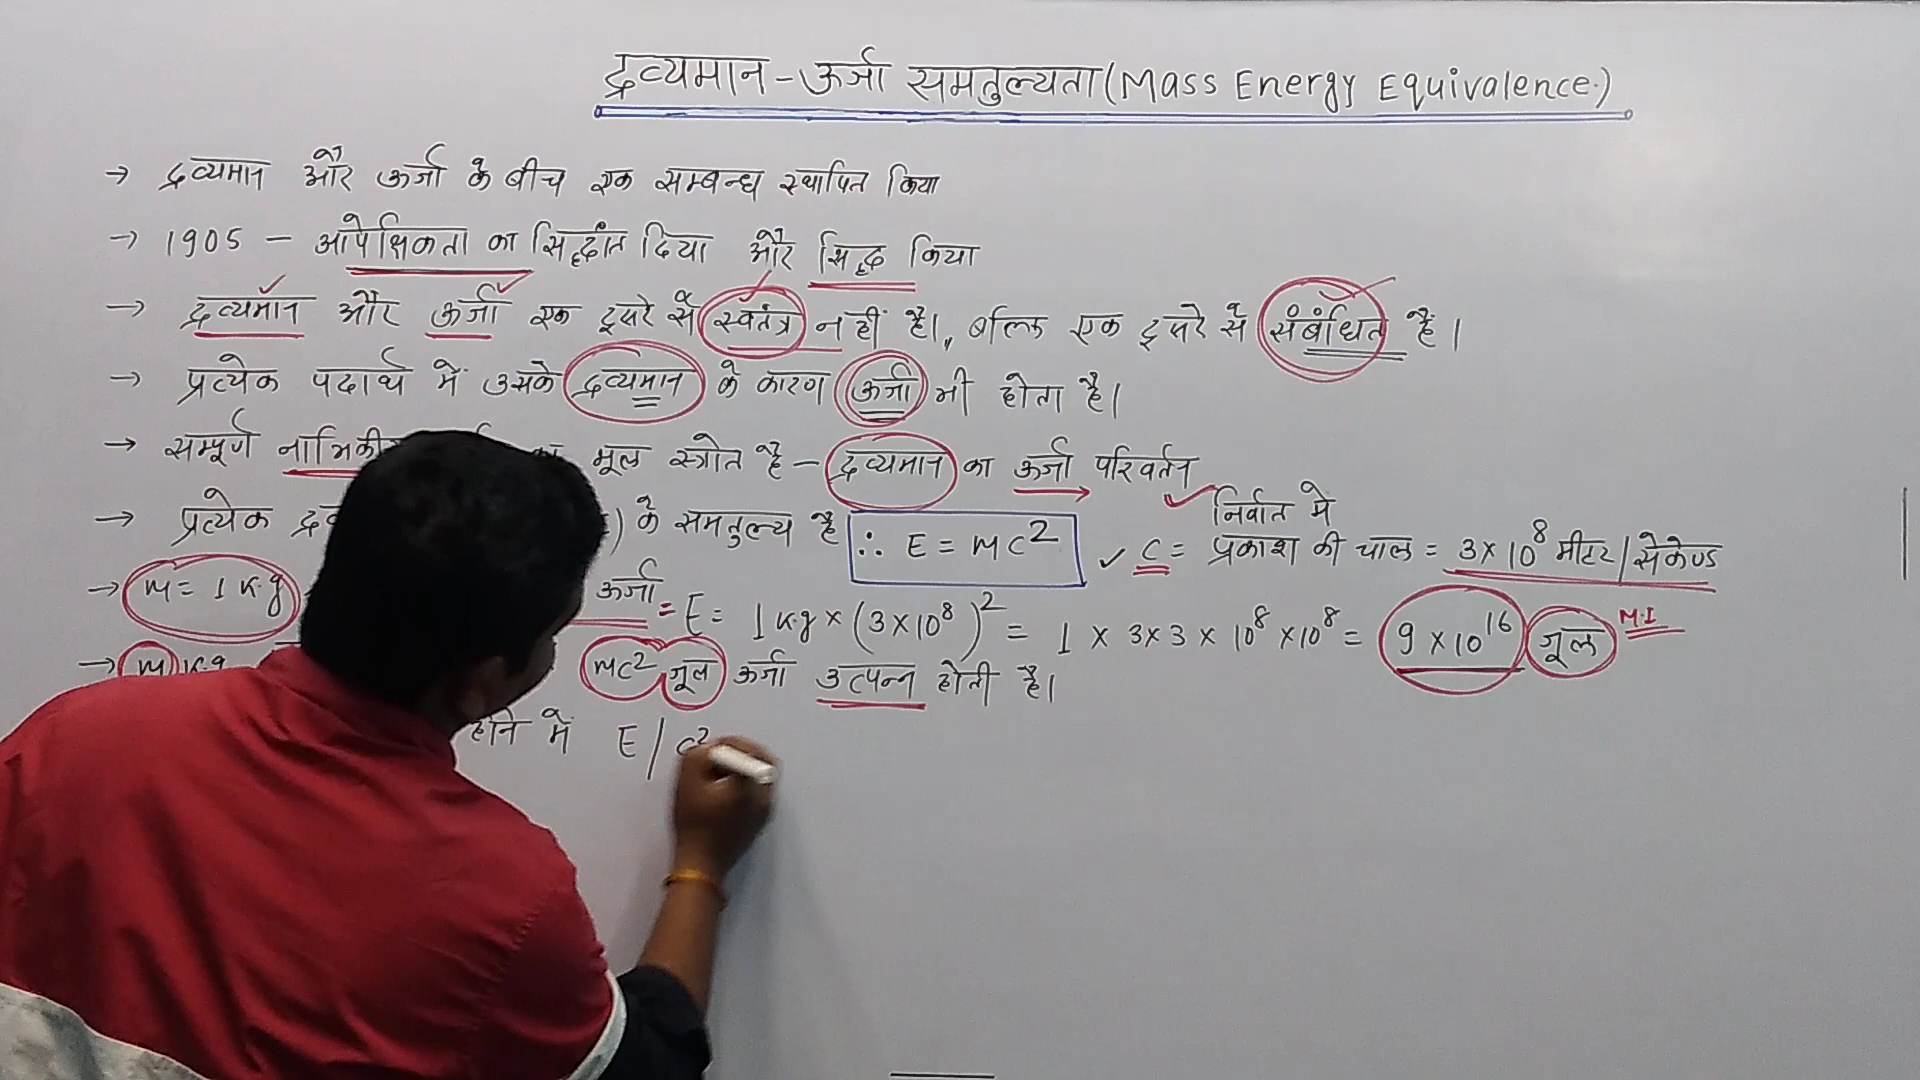 द्रव्यमान - ऊर्जा समतुल्यता (Mass Energy Equivalence.)
→ द्रव्यमान और ऊर्जा के बीच एक सम्बन्ध स्थापित किया
→ 1905 - आपेक्षिकता का सिद्धांत दिया और सिद्ध किया
→ द्रव्यमान और ऊर्जा एक दूसरे से स्वतंत्र नहीं है।,, बल्कि एक दूसरे से संबंधित है।
→ प्रत्येक पदार्थ में उसके द्रव्यमान के कारण ऊर्जा भी होता है।
→ सम्पूर्ण मूल स्त्रोत है - द्रव्यमान का ऊर्जा परिवर्तन
→ प्रत्येक ) के समतुल्य है ∴ E = mc² ✓ c = निर्वात में प्रकाश की चाल = 3×10⁸ मीटर/सेकेण्ड
→ m = 1 K.g ऊर्जा = E = 1 K.g × (3×10⁸)² = 1 × 3×3 × 10⁸ × 10⁸ = 9 × 10¹⁶ जूल M.I
→ m K.g mc² जूल ऊर्जा उत्पन्न होती है।
होने में E/c²